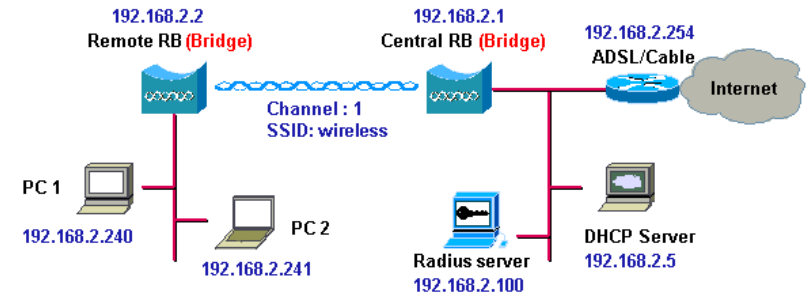 192.168.2.2
Remote RB (Bridge)
192.168.2.1
Central RB (Bridge)
192.168.2.254
ADSL/Cable
Internet
Channel : 1
SSID: wireless
PC 1
192.168.2.240
PC 2
192.168.2.241
Radius server
192.168.2.100
DHCP Server
192.168.2.5